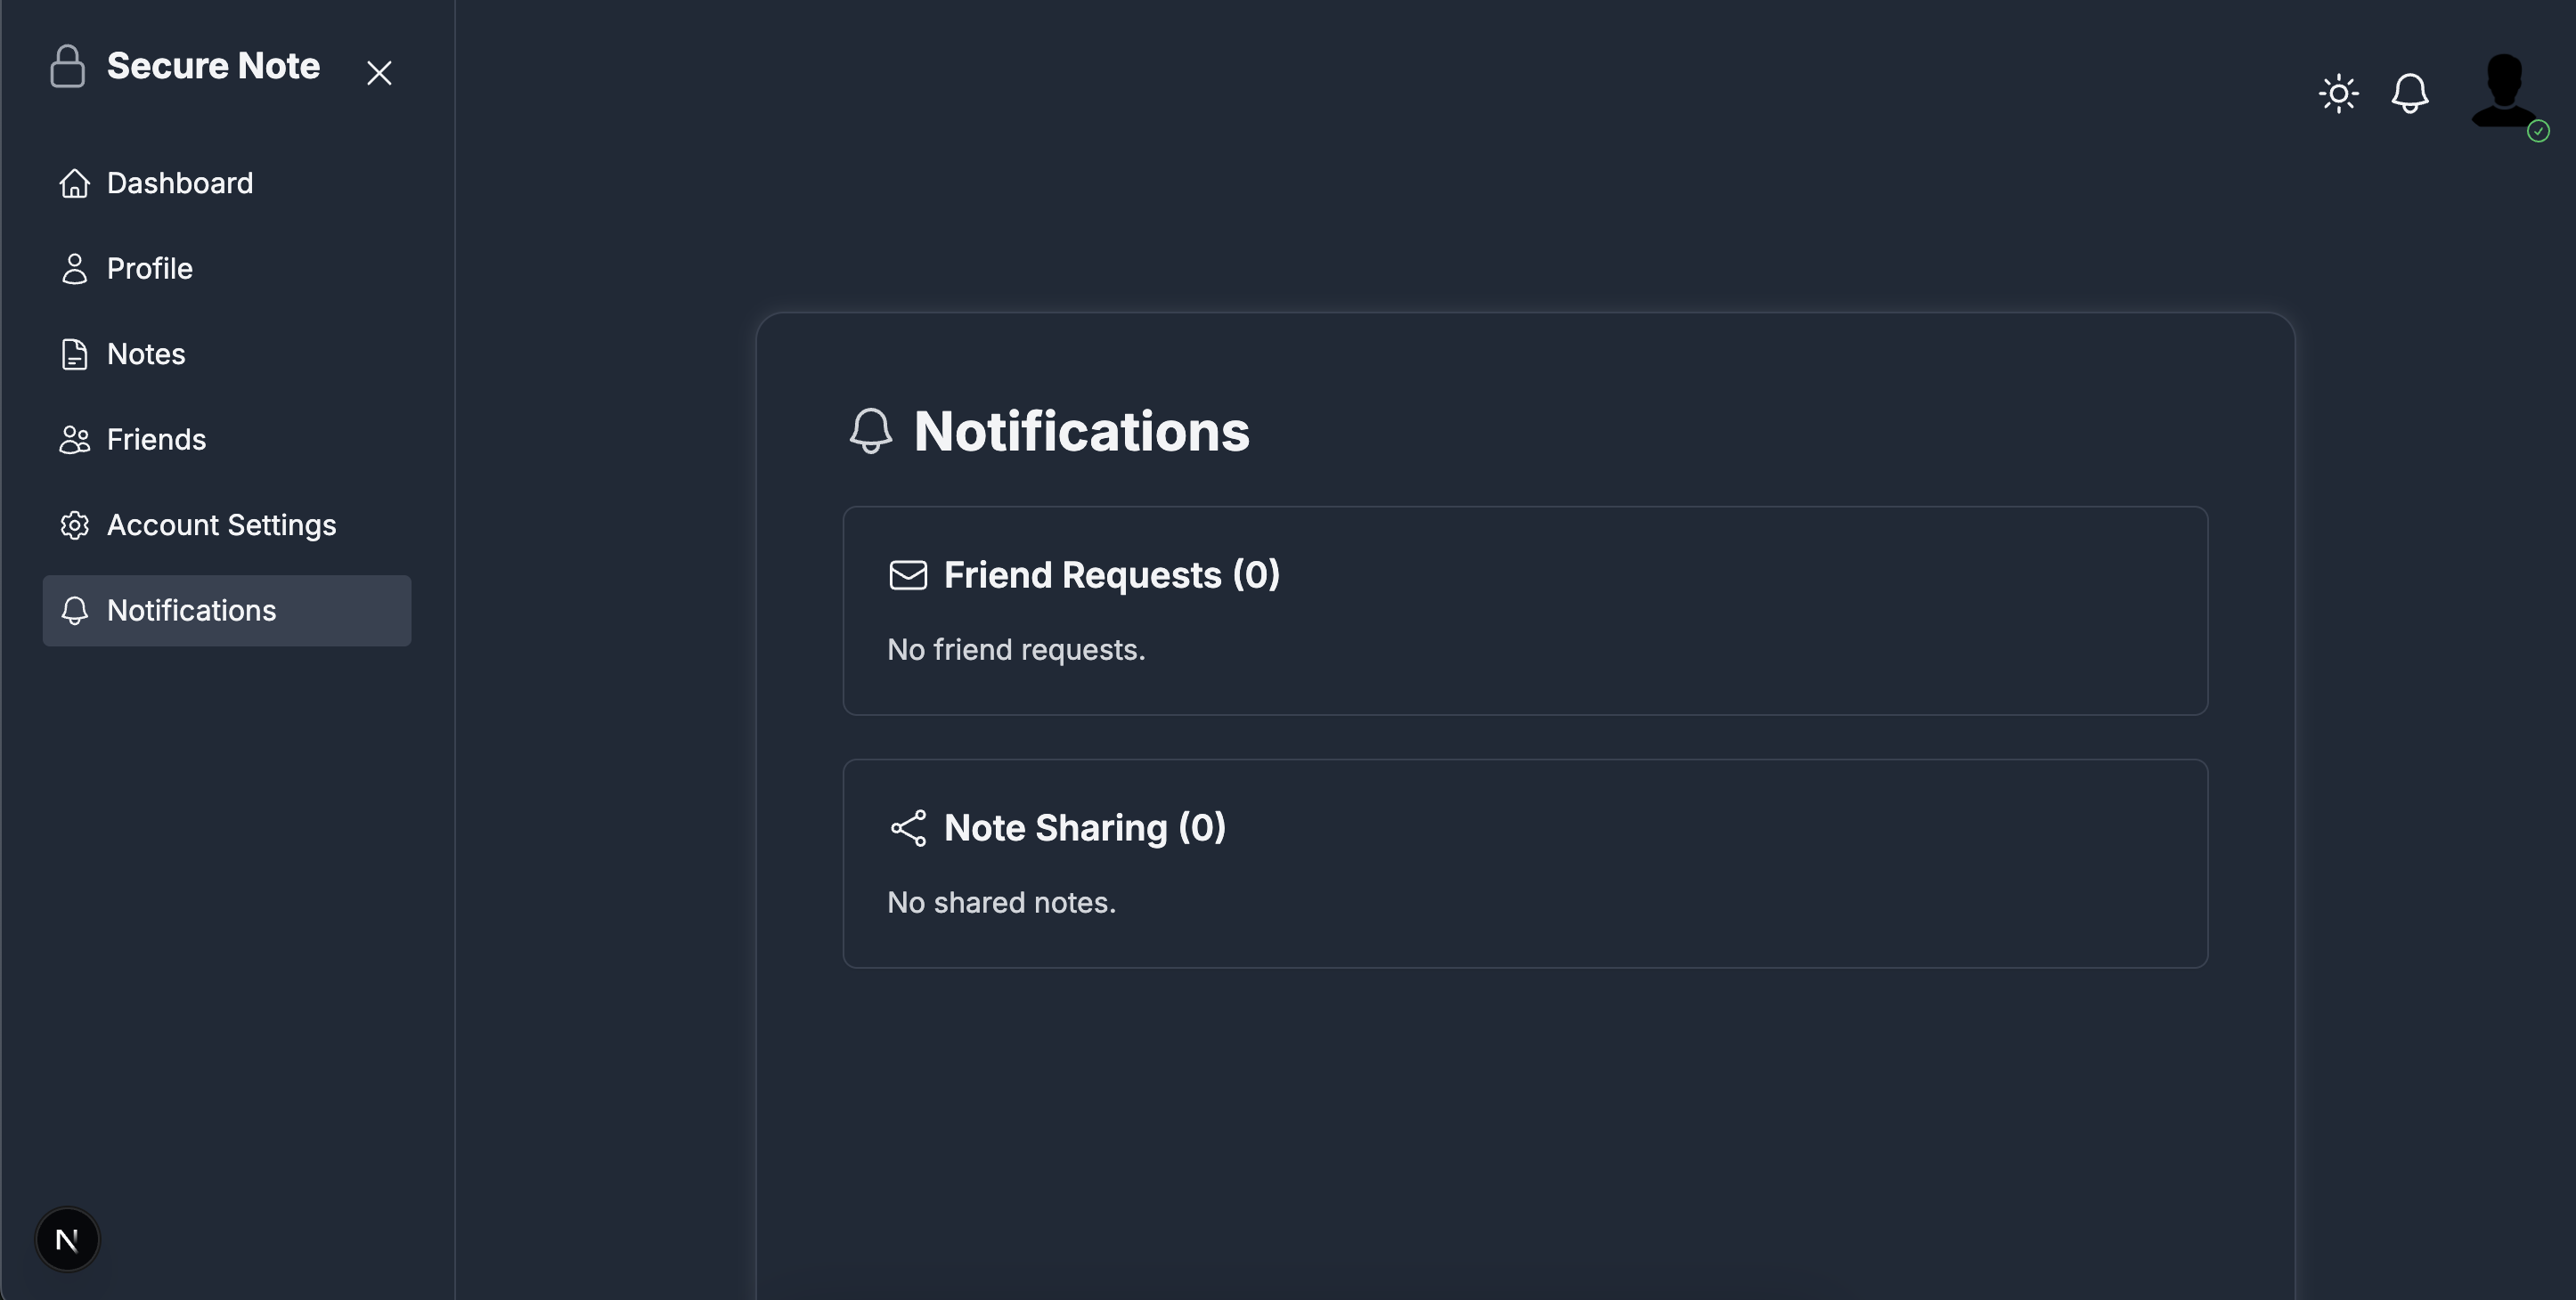 Secure Note
Dashboard
Profile
Notes
Friends
Account Settings
Notifications
N
Notifications
Friend Requests (0)
No friend requests.
Note Sharing (0)
No shared notes.